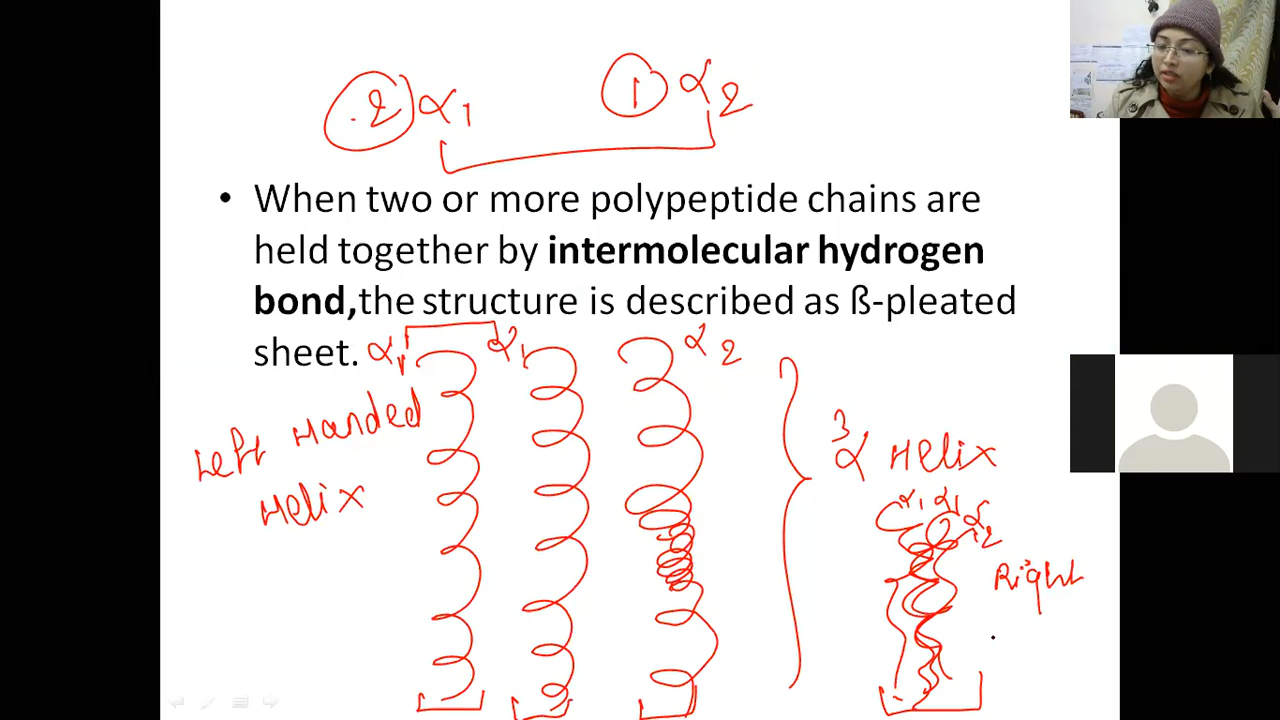 2 α1 1 α2
• When two or more polypeptide chains are
held together by intermolecular hydrogen
bond,the structure is described as ß-pleated
sheet.
α1 α1 α2
Left Handed
Helix
3
α Helix
α1 α1 α2
Right